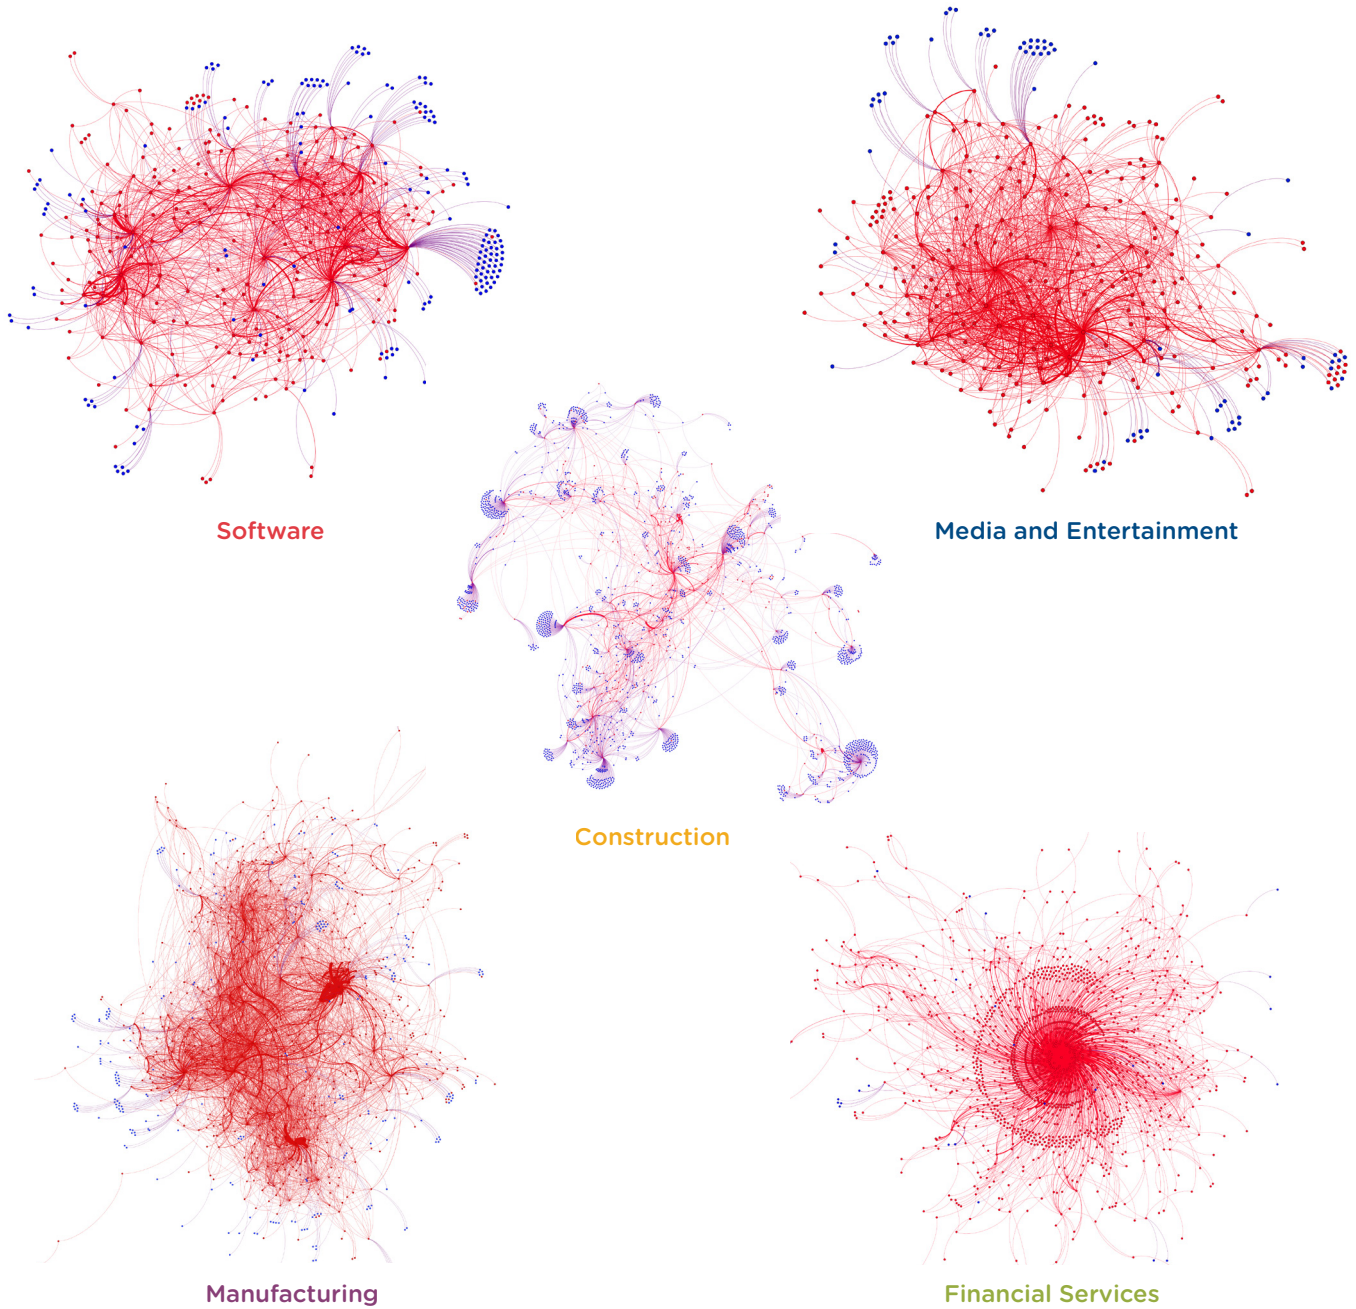 Software
Media and Entertainment
Construction
Manufacturing
Financial Services